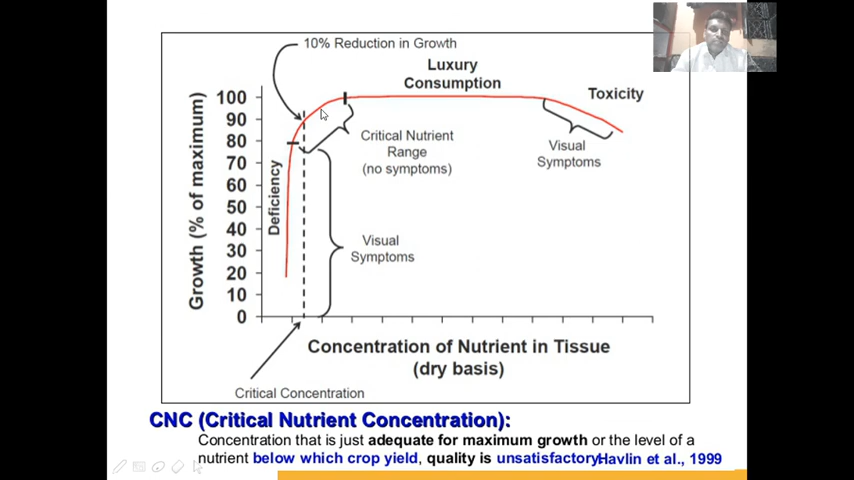 10% Reduction in Growth
Luxury
Consumption
Toxicity
Critical Nutrient
Range
(no symptoms)
Visual
Symptoms
Visual
Symptoms
Deficiency
Growth (% of maximum)
100
90
80
70
60
50
40
30
20
10
0
Concentration of Nutrient in Tissue
(dry basis)
Critical Concentration
CNC (Critical Nutrient Concentration):
Concentration that is just adequate for maximum growth or the level of a
nutrient below which crop yield, quality is unsatisfactory Havlin et al., 1999